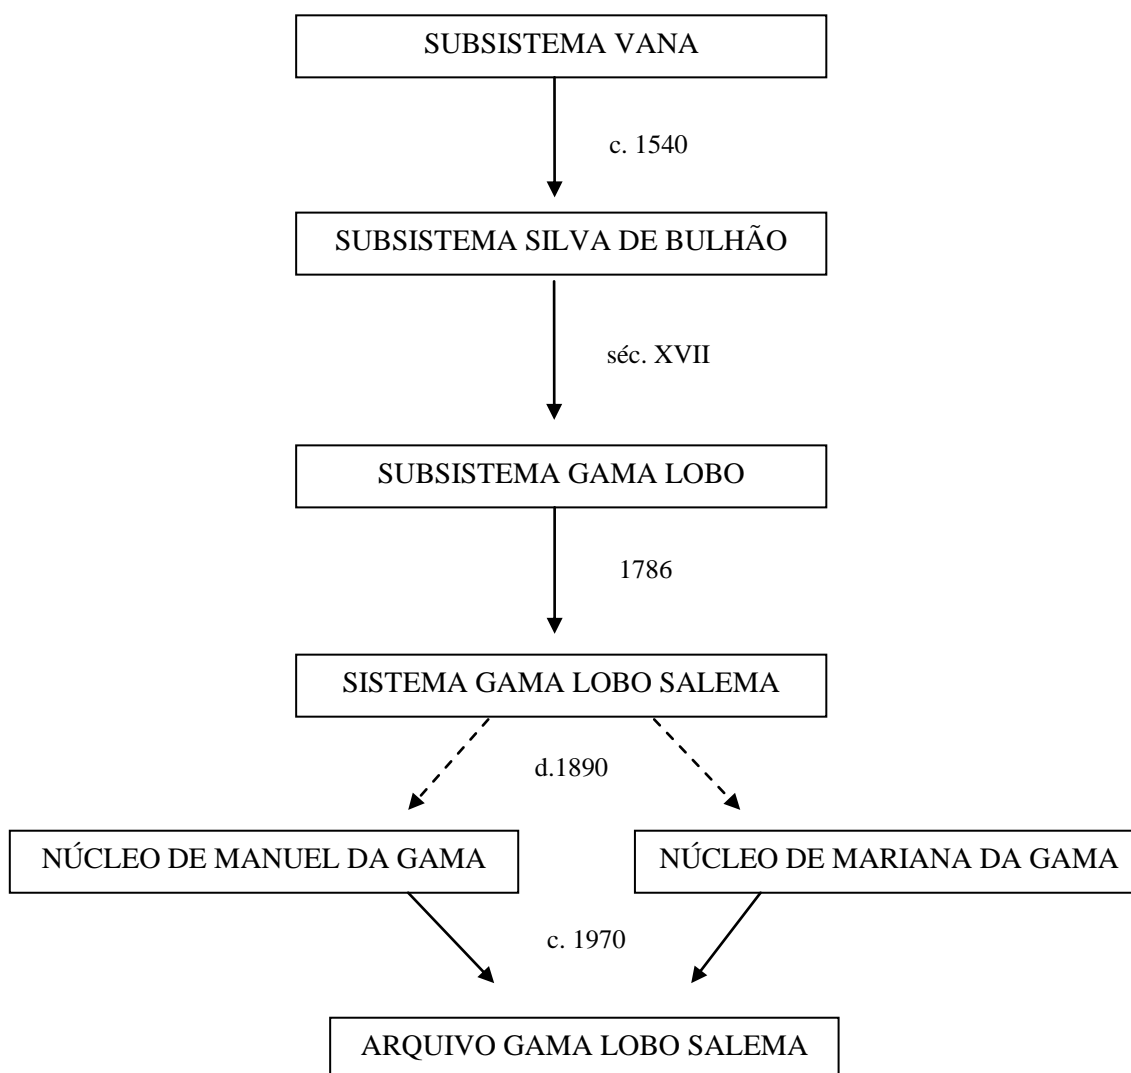 SUBSISTEMA VANA
c. 1540
SUBSISTEMA SILVA DE BULHÃO
séc. XVII
SUBSISTEMA GAMA LOBO
1786
SISTEMA GAMA LOBO SALEMA
d.1890
NÚCLEO DE MANUEL DA GAMA
NÚCLEO DE MARIANA DA GAMA
c. 1970
ARQUIVO GAMA LOBO SALEMA